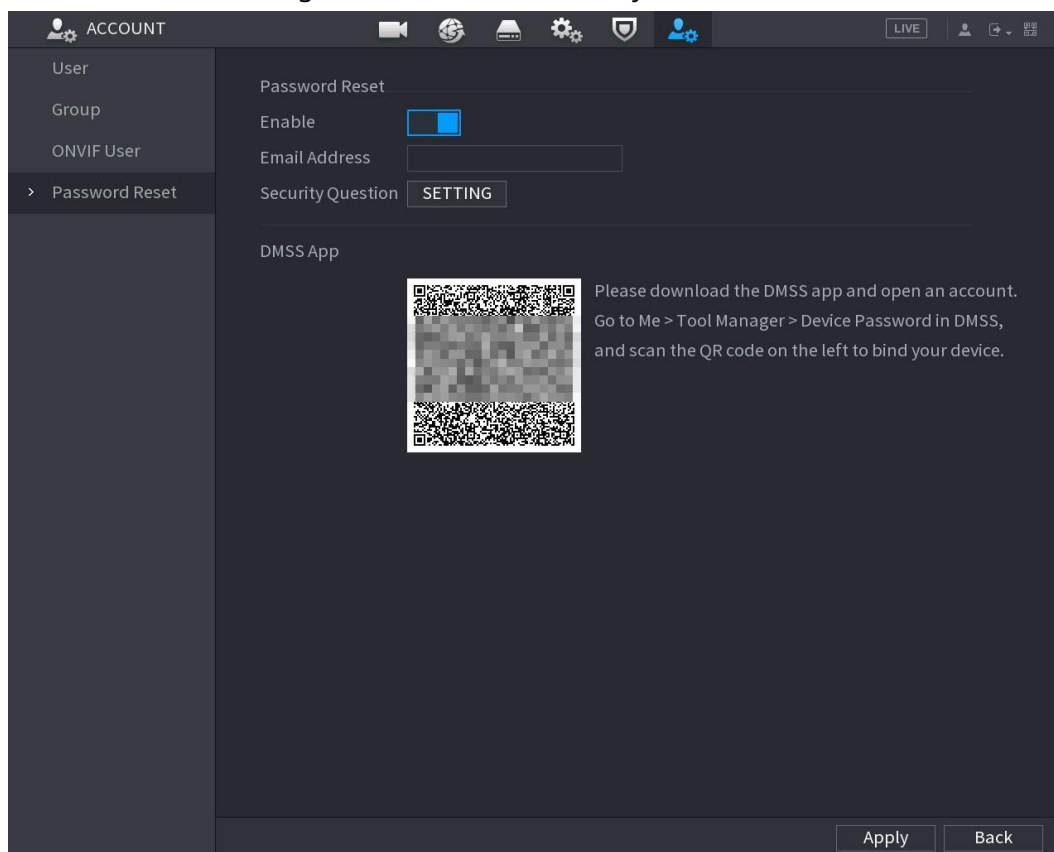 ACCOUNT
LIVE
User
Group
ONVIF User
Password Reset
Password Reset
Enable
Email Address
Security Question SETTING
DMSS App
Please download the DMSS app and open an account.
Go to Me > Tool Manager > Device Password in DMSS,
and scan the QR code on the left to bind your device.
Apply Back